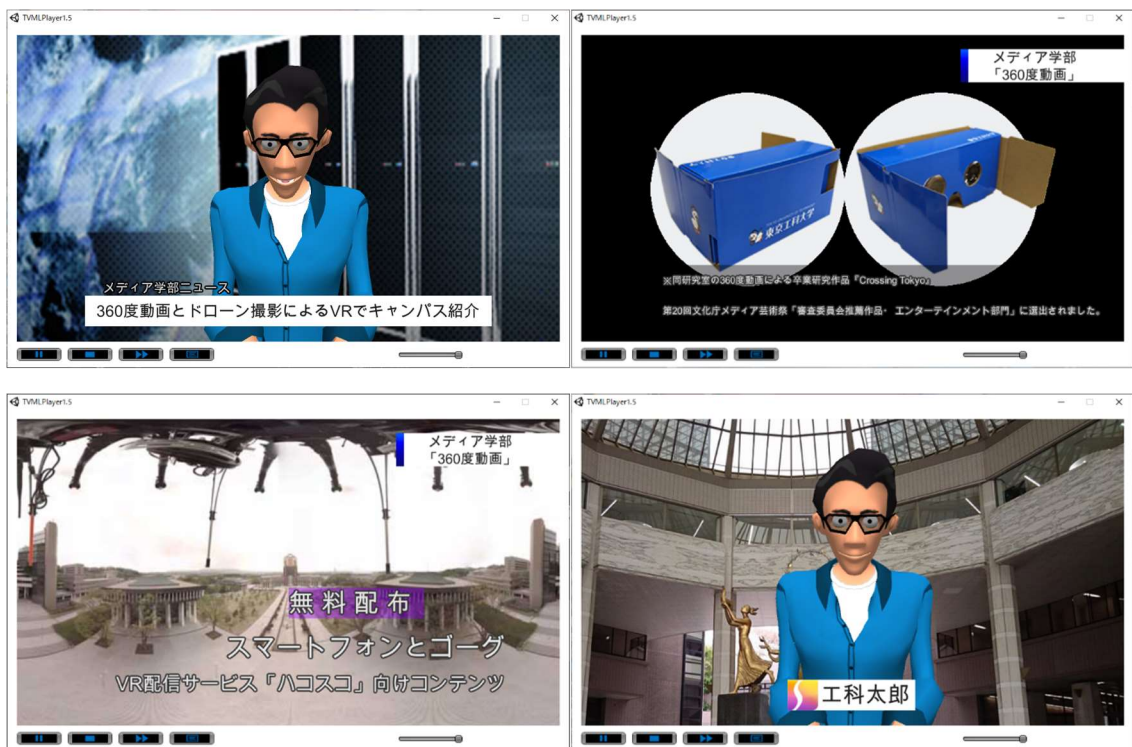 TVMLPlayer1.5
メディア学部ニュース
360度動画とドローン撮影によるVRでキャンパス紹介
TVMLPlayer1.5
メディア学部
「360度動画」
東京工科大学
※同研究室の360度動画による卒業研究作品『Crossing Tokyo』
第20回文化庁メディア芸術祭「審査委員会推薦作品・ エンターテインメント部門」に選出されました。
TVMLPlayer1.5
メディア学部
「360度動画」
無料配布
スマートフォンとゴーグ
VR配信サービス「ハコスコ」向けコンテンツ
TVMLPlayer1.5
工科太郎